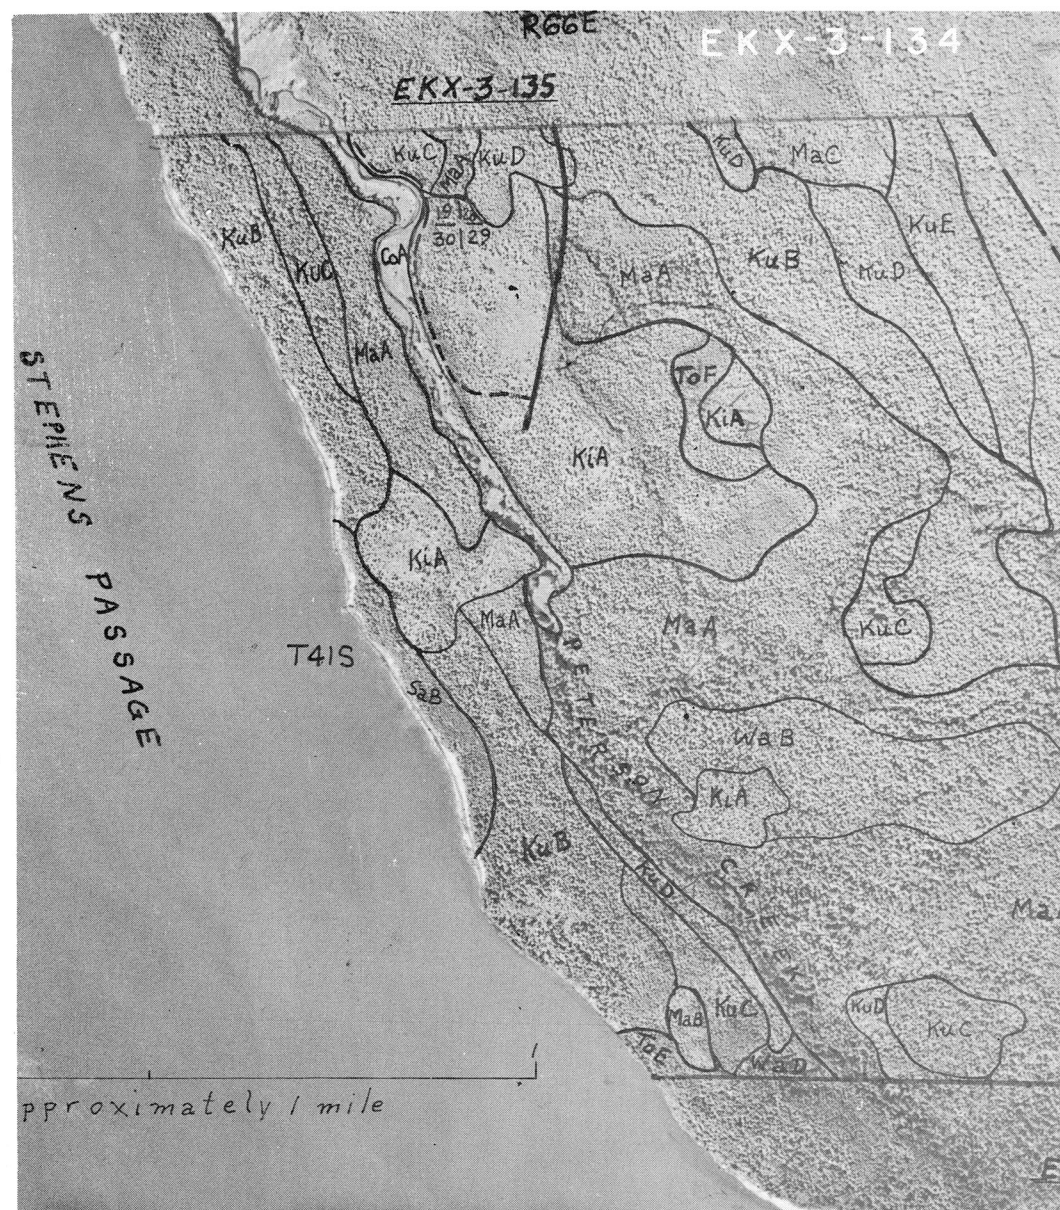 R66E
EKX-3-134
EKX-3-135
KuC
MaA
KuD
KuD
MaC
19
30 29
KuB
KuC
CoA
MaA
MaA
KuB
KuD
KuE
ToF
KiA
KiA
STEPHENS PASSAGE
KiA
MaA
MaA
KuC
T41S
SaB
PETERSON CREEK
WaB
KiA
KuB
KuD
Ma
MaB
KuC
KuD
KuC
ToE
WaD
1
pproximately 1 mile
E